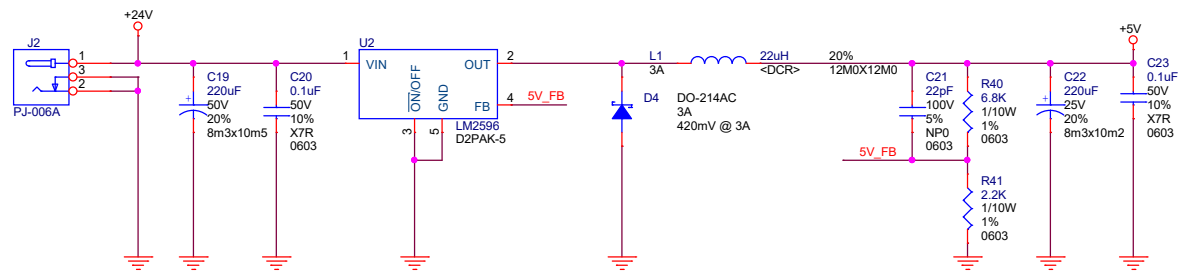 +24V
J2
1
3
2
PJ-006A
C19
220uF
50V
20%
8m3x10m5
C20
0.1uF
50V
10%
X7R
0603
U2
1
VIN
OUT
2
ON/OFF
GND
FB
4
5V_FB
3
5
LM2596
D2PAK-5
D4
DO-214AC
3A
420mV @ 3A
L1
3A
22uH
<DCR>
20%
12M0X12M0
C21
22pF
100V
5%
NP0
0603
5V_FB
R40
6.8K
1/10W
1%
0603
R41
2.2K
1/10W
1%
0603
C22
220uF
25V
20%
8m3x10m2
+5V
C23
0.1uF
50V
10%
X7R
0603